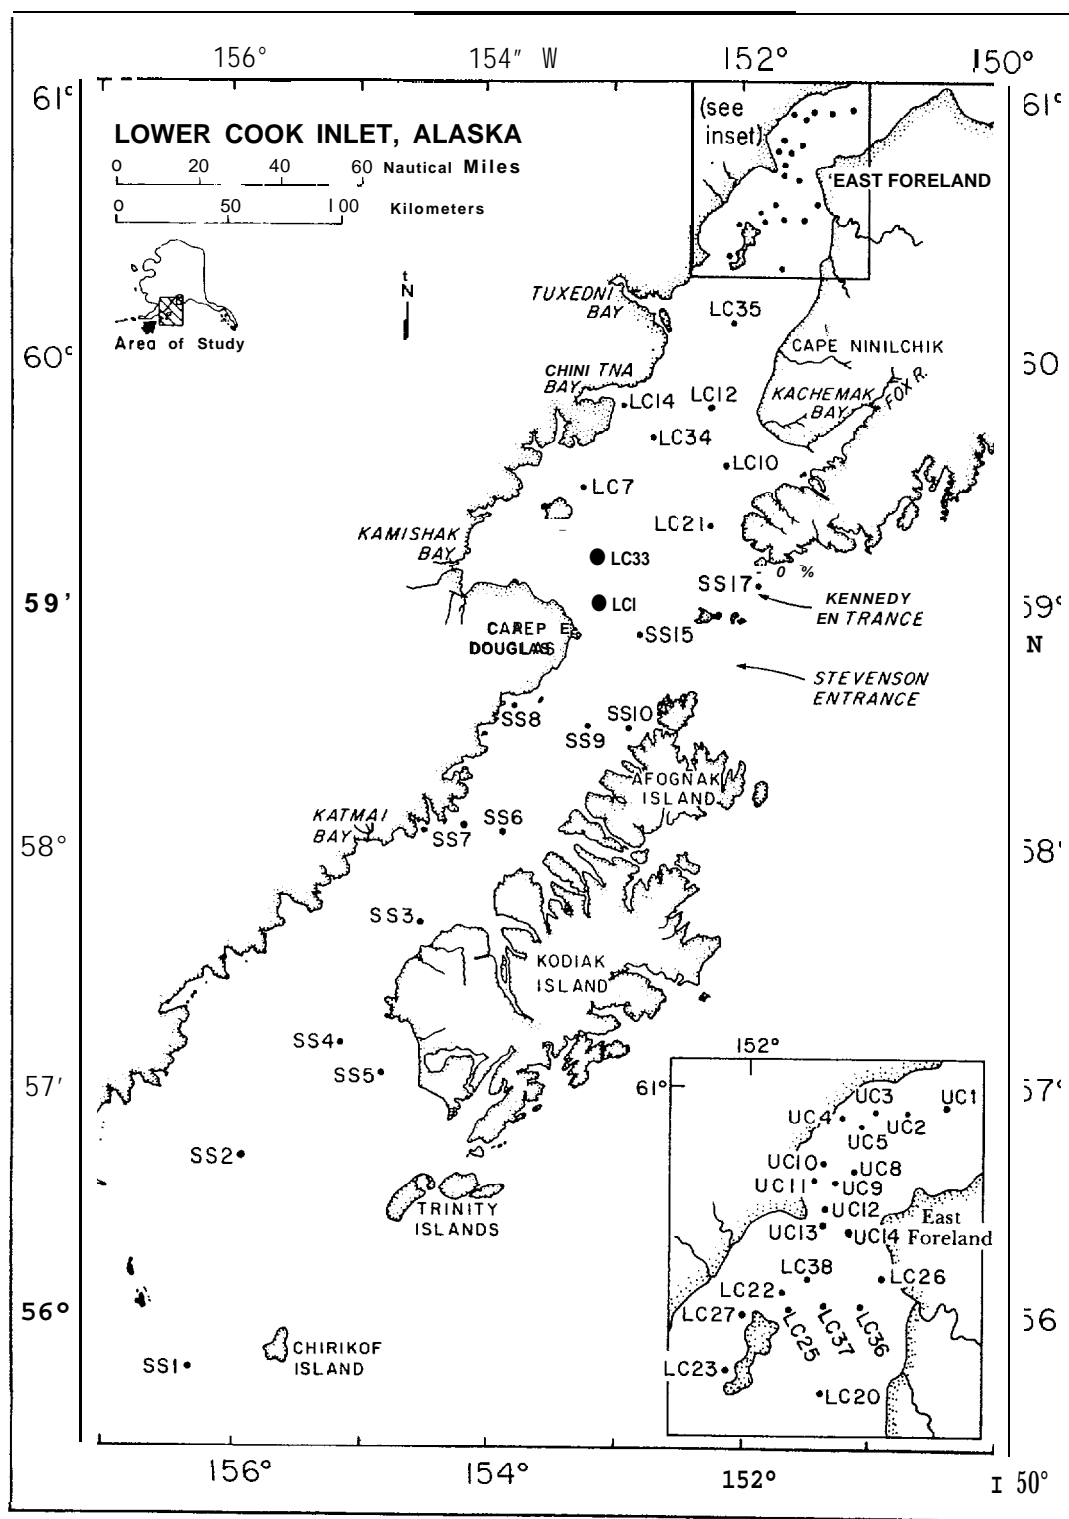 156° 154" W 152° 150°
61° 61°
LOWER COOK INLET, ALASKA
0 20 40 60 Nautical Miles
0 50 100 Kilometers
(see
inset)
'EAST FORELAND
N
Area of Study
TUXEDNI
BAY
LC35
60° 60
CAPE NINILCHIK
CHINI TNA
BAY
LC14
LC12
KACHEMAK
BAY
FOX R.
LC34
LC10
LC7
LC21
KAMISHAK
BAY
LC33
- 0 %
SS17
59' 59°
LC1
KENNEDY
EN TRANCE
DOUGLAS
SS15
N
STEVENSON
ENTRANCE
SS8
SS10
SS9
AFOGNAK
ISLAND
KATMAI
BAY
SS6
SS7
58° 58'
SS3
KODIAK
ISLAND
SS4
SS5
57' 57°
SS2
TRINITY
ISLANDS
56° 56
CHIRIKOF
ISLAND
SS1
152°
61°
UC3
UC1
UC4
UC2
UC5
UC10
UC8
UC11
UC9
UC12
East
Foreland
UC13
UC14
LC38
LC26
LC22
LC27
LC25
LC37
LC36
LC23
LC20
156° 154° 152° I 50°